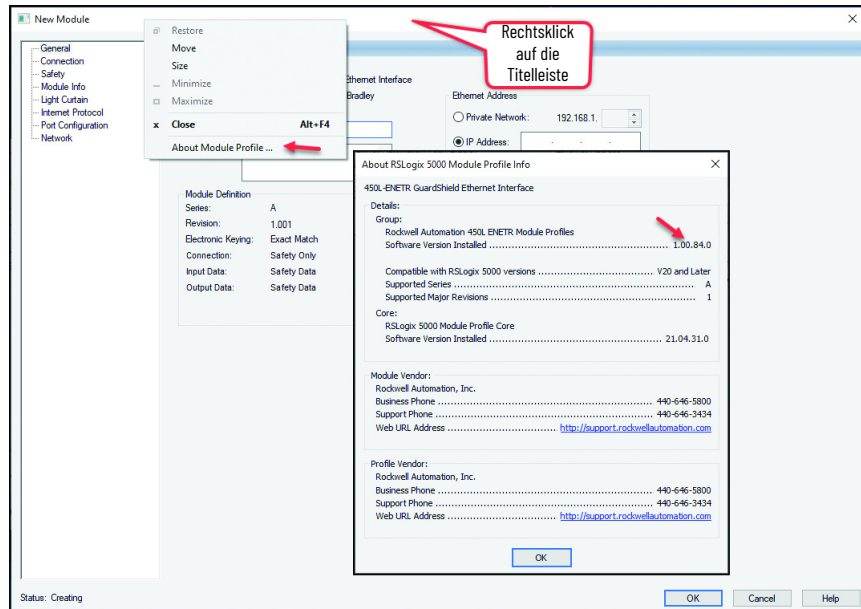 New Module
General
Connection
Safety
Module Info
Light Curtain
Internet Protocol
Port Configuration
Network
Restore
Move
Size
Minimize
Maximize
Close Alt+F4
About Module Profile ...
Rechtsklick
auf die
Titelleiste
Ethernet Interface
Bradley
Ethernet Address
Private Network: 192.168.1.
IP Address: . . .
Module Definition
Series: A
Revision: 1.001
Electronic Keying: Exact Match
Connection: Safety Only
Input Data: Safety Data
Output Data: Safety Data
About RSLogix 5000 Module Profile Info
450L-ENETR GuardShield Ethernet Interface
Details:
Group:
Rockwell Automation 450L ENETR Module Profiles
Software Version Installed ........ 1.00.84.0
Compatible with RSLogix 5000 versions ........ V20 and Later
Supported Series ........ A
Supported Major Revisions ........ 1
Core:
RSLogix 5000 Module Profile Core
Software Version Installed ........ 21.04.31.0
Module Vendor:
Rockwell Automation, Inc.
Business Phone ........ 440-646-5800
Support Phone ........ 440-646-3434
Web URL Address ........ http://support.rockwellautomation.com
Profile Vendor:
Rockwell Automation, Inc.
Business Phone ........ 440-646-5800
Support Phone ........ 440-646-3434
Web URL Address ........ http://support.rockwellautomation.com
OK
Status: Creating
OK Cancel Help